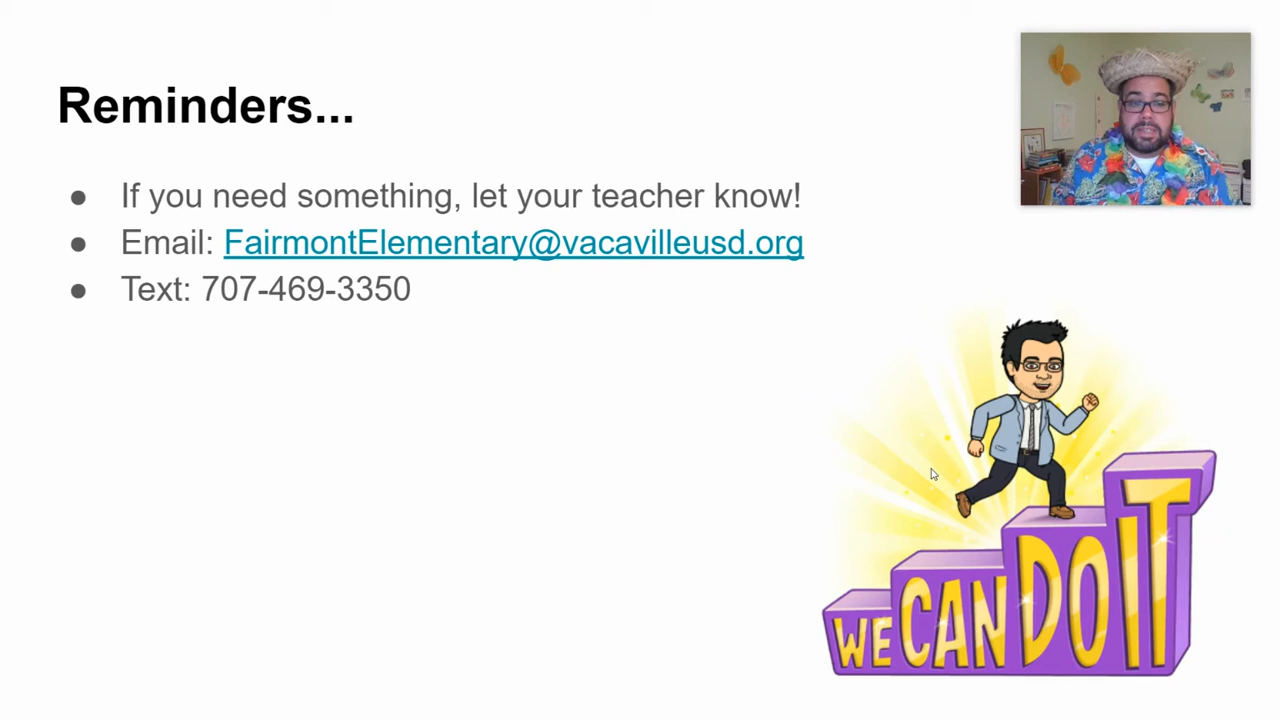 Reminders...
● If you need something, let your teacher know!
● Email: FairmontElementary@vacavilleusd.org
● Text: 707-469-3350
WE CAN DO IT